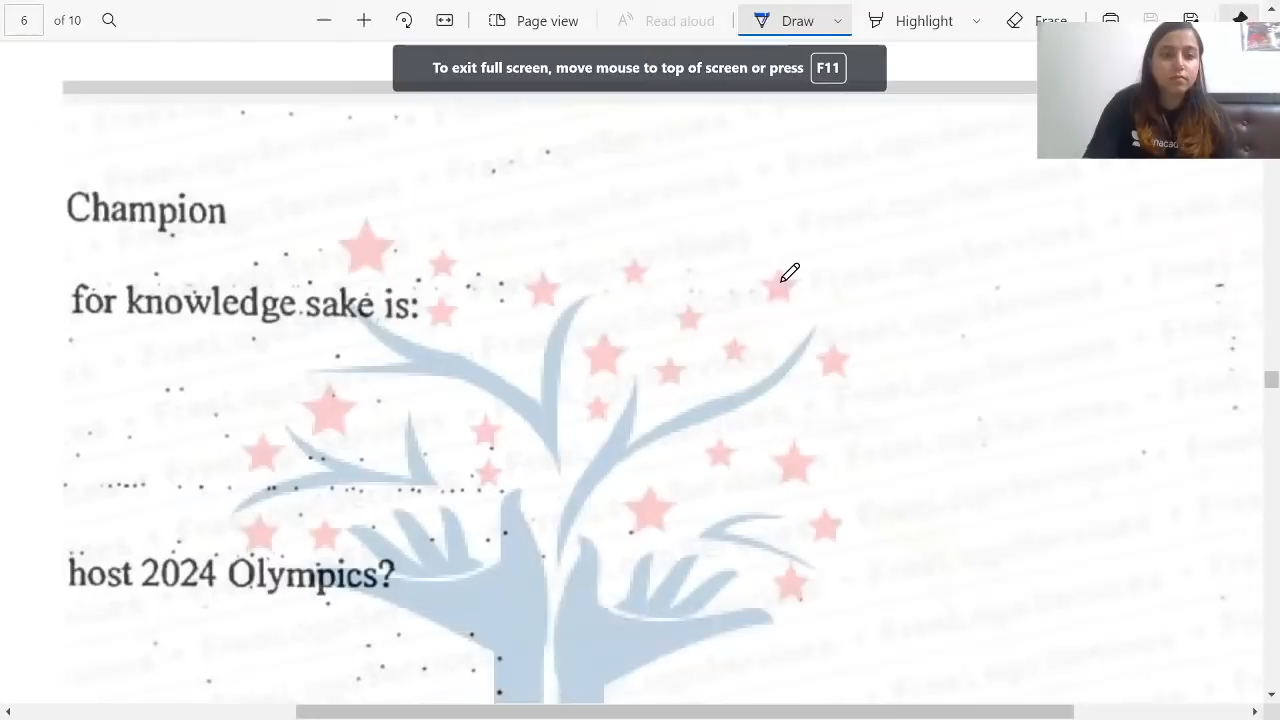 6 of 10 Page view Read aloud Draw Highlight Erase
To exit full screen, move mouse to top of screen or press F11
Champion
for knowledge sake is:
host 2024 Olympics?